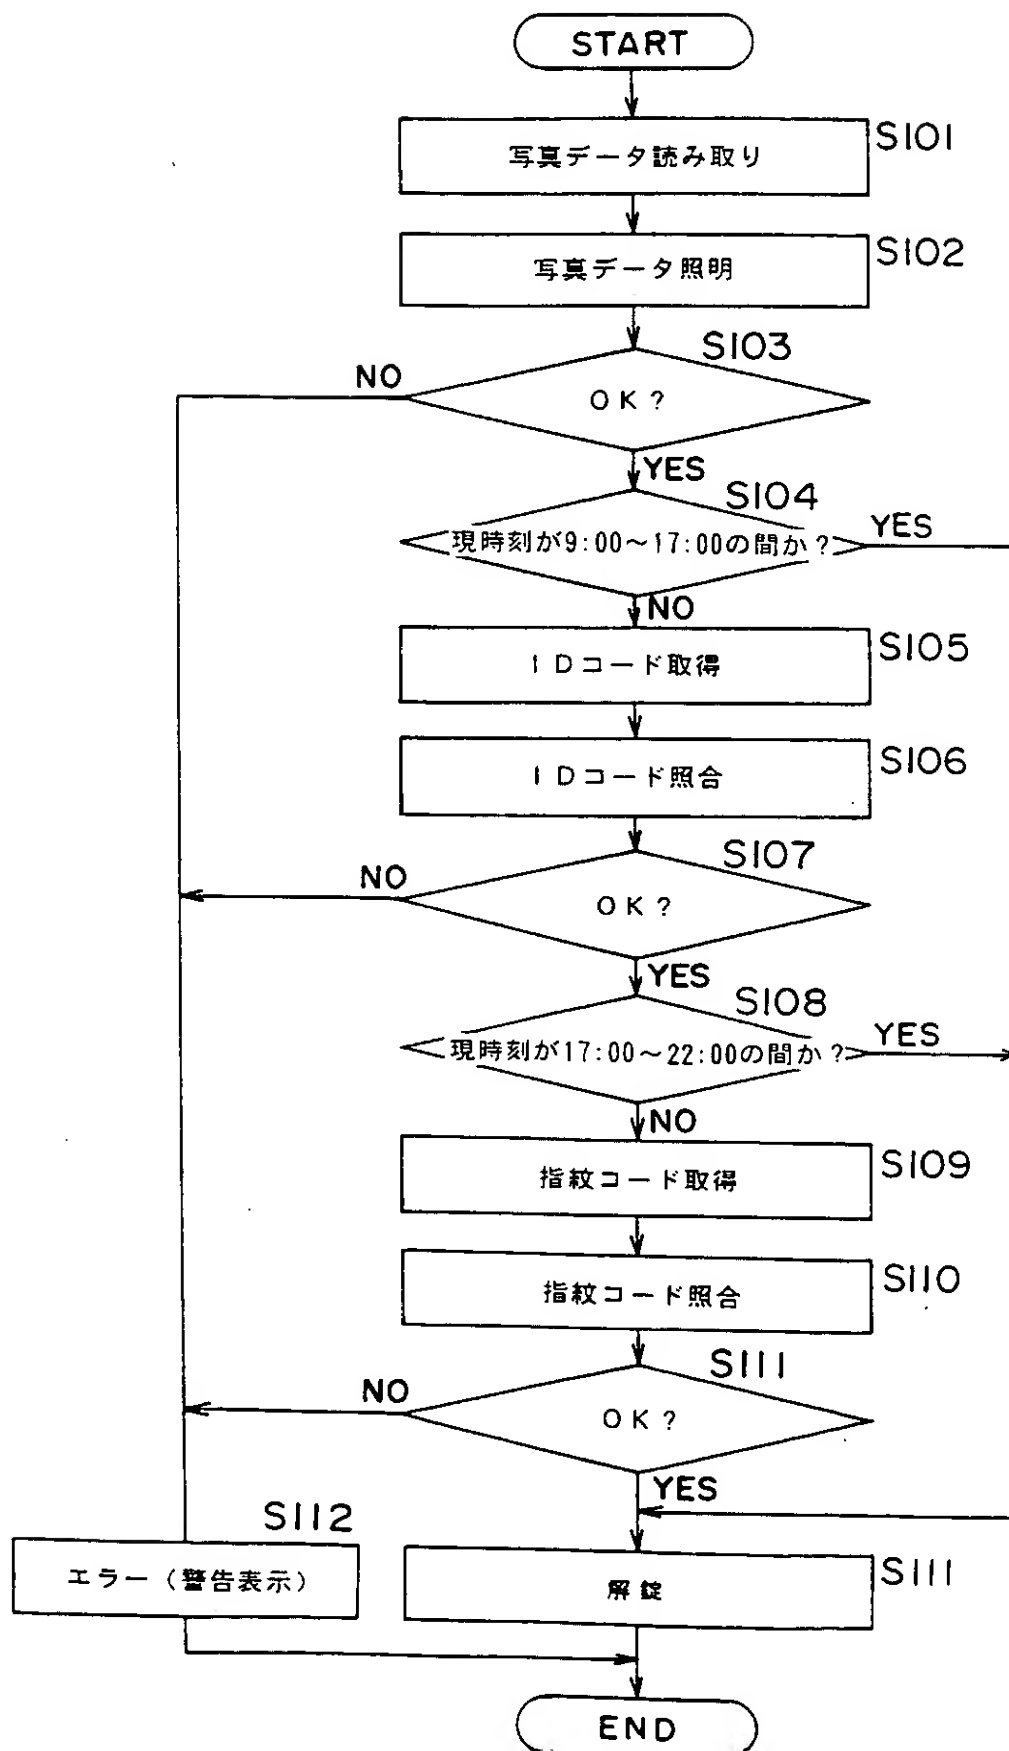 START
写真データ読み取り
S101
写真データ照明
S102
S103
NO
OK?
YES
S104
現時刻が9:00〜17:00の間か?
YES
NO
IDコード取得
S105
IDコード照合
S106
S107
NO
OK?
YES
S108
現時刻が17:00〜22:00の間か?
YES
NO
指紋コード取得
S109
指紋コード照合
S110
S111
NO
OK?
YES
S112
エラー(警告表示)
解錠
S111
END